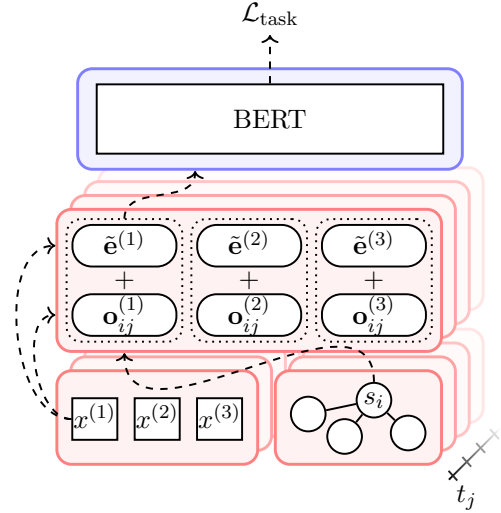 ℒ_task
BERT
ẽ^(1) ẽ^(2) ẽ^(3)
+ + +
o_ij^(1) o_ij^(2) o_ij^(3)
x^(1) x^(2) x^(3) s_i
t_j